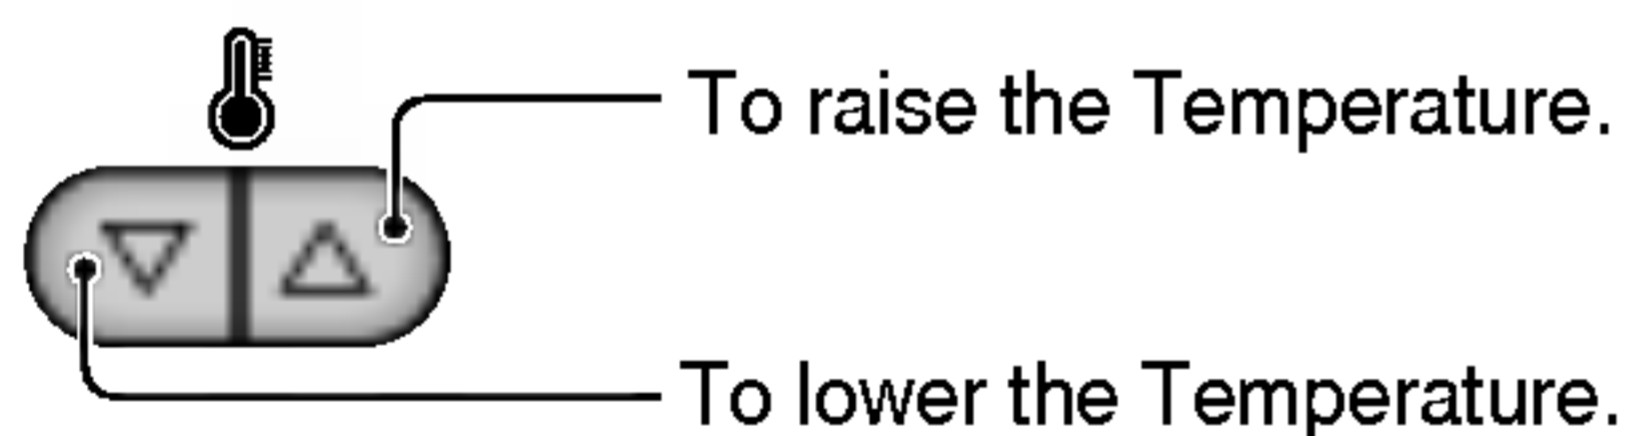 To raise the Temperature.
To lower the Temperature.